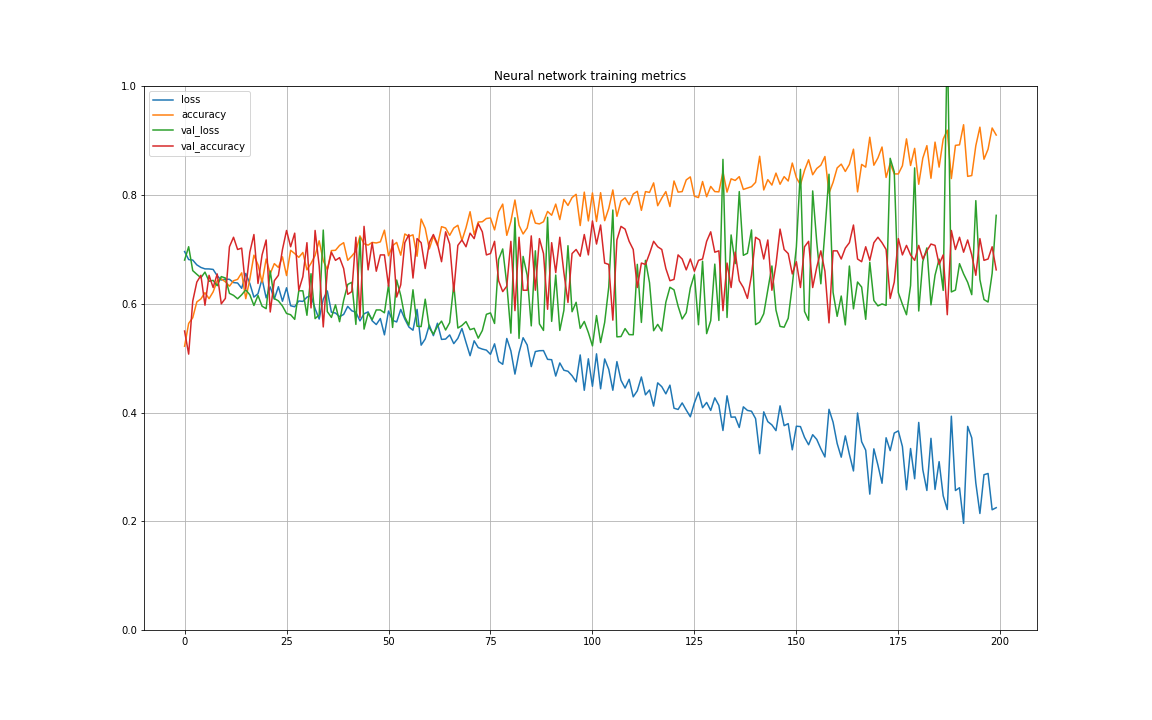 Neural network training metrics
1.0
loss
accuracy
val_loss
val_accuracy
0.8
0.6
0.4
0.2
0.0
0 25 50 75 100 125 150 175 200